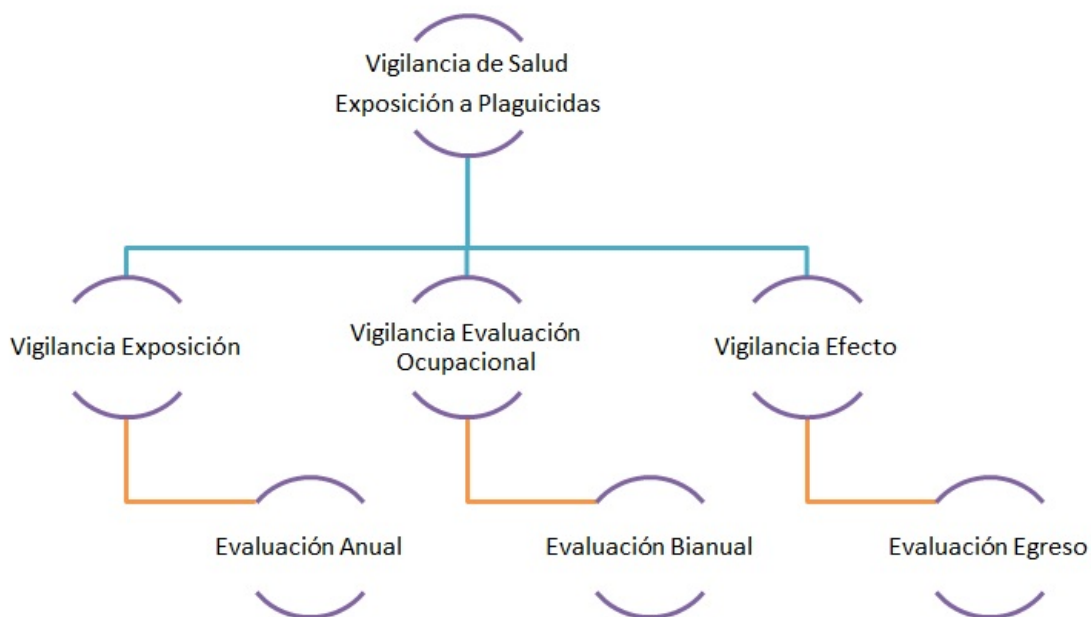 Vigilancia de Salud
Exposición a Plaguicidas
Vigilancia Exposición
Vigilancia Evaluación
Ocupacional
Vigilancia Efecto
Evaluación Anual
Evaluación Bianual
Evaluación Egreso